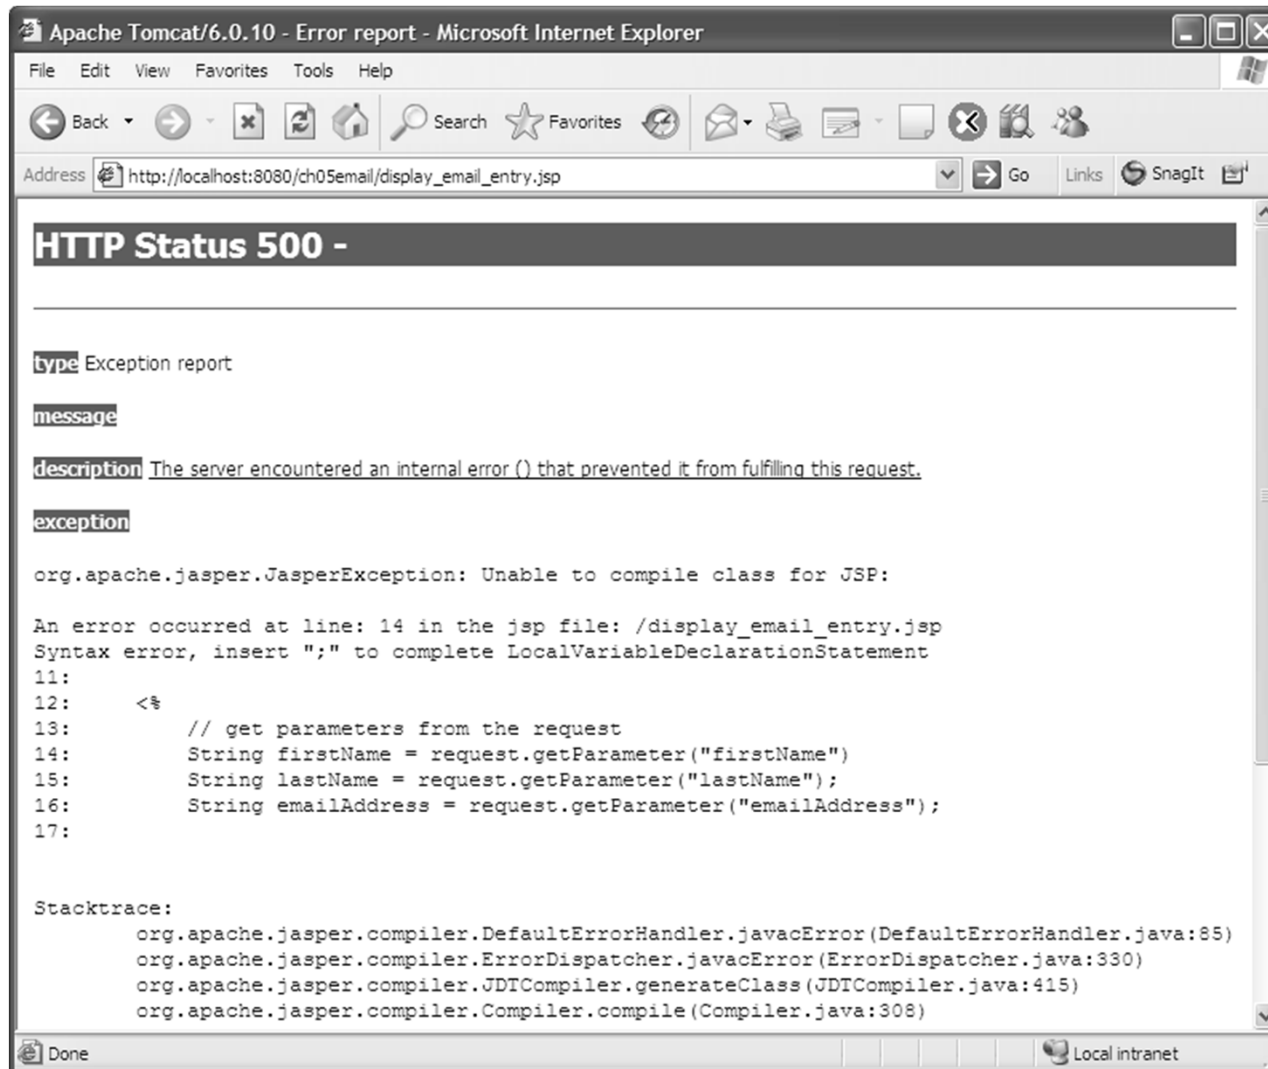 Apache Tomcat/6.0.10 - Error report - Microsoft Internet Explorer
File Edit View Favorites Tools Help
Back Search Favorites
Address http://localhost:8080/ch05email/display_email_entry.jsp Go Links SnagIt
HTTP Status 500 -
type Exception report
message
description The server encountered an internal error () that prevented it from fulfilling this request.
exception
org.apache.jasper.JasperException: Unable to compile class for JSP:
An error occurred at line: 14 in the jsp file: /display_email_entry.jsp
Syntax error, insert ";" to complete LocalVariableDeclarationStatement
11:
12: <%
13: // get parameters from the request
14: String firstName = request.getParameter("firstName")
15: String lastName = request.getParameter("lastName");
16: String emailAddress = request.getParameter("emailAddress");
17:
Stacktrace:
org.apache.jasper.compiler.DefaultErrorHandler.javacError(DefaultErrorHandler.java:85)
org.apache.jasper.compiler.ErrorDispatcher.javacError(ErrorDispatcher.java:330)
org.apache.jasper.compiler.JDTCompiler.generateClass(JDTCompiler.java:415)
org.apache.jasper.compiler.Compiler.compile(Compiler.java:308)
Done Local intranet